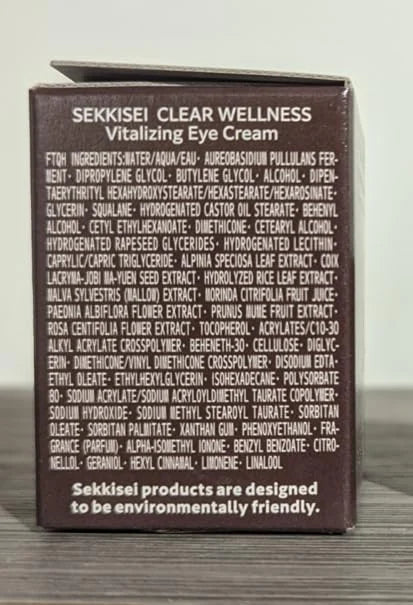 SEKKISEI CLEAR WELLNESS
Vitalizing Eye Cream
FTQH INGREDIENTS:WATER/AQUA/EAU· AUREOBASIDIUM PULLULANS FER-
MENT· DIPROPYLENE GLYCOL· BUTYLENE GLYCOL· ALCOHOL· DIPEN-
TAERYTHRITYL HEXAHYDROXYSTEARATE/HEXASTEARATE/HEXAROSINATE·
GLYCERIN· SQUALANE· HYDROGENATED CASTOR OIL STEARATE· BEHENYL
ALCOHOL· CETYL ETHYLHEXANOATE· DIMETHICONE· CETEARYL ALCOHOL·
HYDROGENATED RAPESEED GLYCERIDES· HYDROGENATED LECITHIN·
CAPRYLIC/CAPRIC TRIGLYCERIDE· ALPINIA SPECIOSA LEAF EXTRACT· COIX
LACRYMA-JOBI MA-YUEN SEED EXTRACT· HYDROLYZED RICE LEAF EXTRACT·
MALVA SYLVESTRIS (MALLOW) EXTRACT· MORINDA CITRIFOLIA FRUIT JUICE·
PAEONIA ALBIFLORA FLOWER EXTRACT· PRUNUS MUME FRUIT EXTRACT·
ROSA CENTIFOLIA FLOWER EXTRACT· TOCOPHEROL· ACRYLATES/C10-30
ALKYL ACRYLATE CROSSPOLYMER· BEHENETH-30· CELLULOSE· DIGLYC-
ERIN· DIMETHICONE/VINYL DIMETHICONE CROSSPOLYMER· DISODIUM EDTA·
ETHYL OLEATE· ETHYLHEXYLGLYCERIN· ISOHEXADECANE· POLYSORBATE
80· SODIUM ACRYLATE/SODIUM ACRYLOYLDIMETHYL TAURATE COPOLYMER·
SODIUM HYDROXIDE· SODIUM METHYL STEAROYL TAURATE· SORBITAN
OLEATE· SORBITAN PALMITATE· XANTHAN GUM· PHENOXYETHANOL· FRA-
GRANCE (PARFUM)· ALPHA-ISOMETHYL IONONE· BENZYL BENZOATE· CITRO-
NELLOL· GERANIOL· HEXYL CINNAMAL· LIMONENE· LINALOOL
Sekkisei products are designed
to be environmentally friendly.